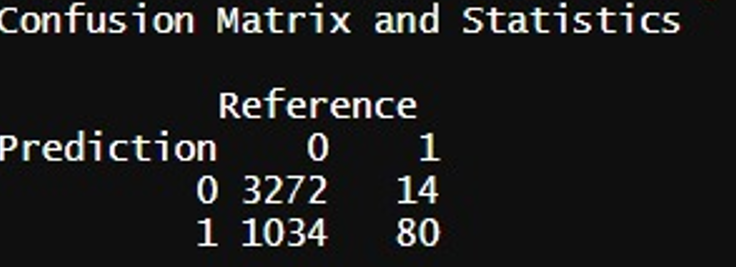 Confusion Matrix and Statistics
Reference
Prediction 0 1
0 3272 14
1 1034 80